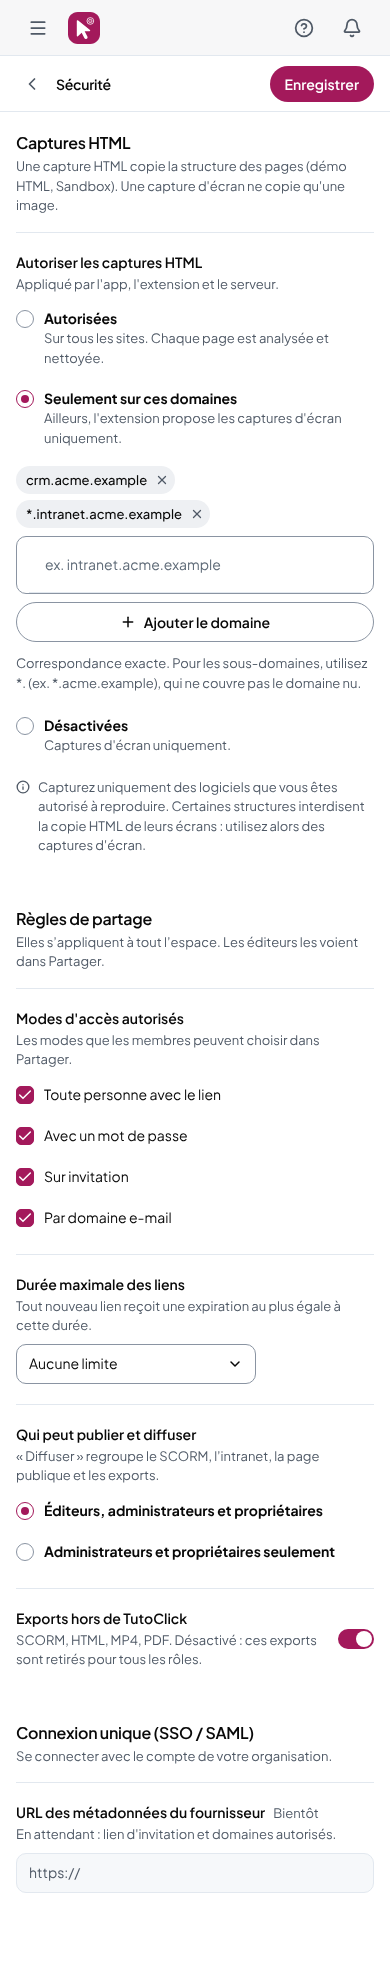 Sécurité
Enregistrer
Captures HTML
Une capture HTML copie la structure des pages (démo
HTML, Sandbox). Une capture d'écran ne copie qu'une
image.
Autoriser les captures HTML
Appliqué par l'app, l'extension et le serveur.
Autorisées
Sur tous les sites. Chaque page est analysée et
nettoyée.
Seulement sur ces domaines
Ailleurs, l'extension propose les captures d'écran
uniquement.
crm.acme.example
*.intranet.acme.example
ex. intranet.acme.example
Ajouter le domaine
Correspondance exacte. Pour les sous-domaines, utilisez
*. (ex. *.acme.example), qui ne couvre pas le domaine nu.
Désactivées
Captures d'écran uniquement.
Capturez uniquement des logiciels que vous êtes
autorisé à reproduire. Certaines structures interdisent
la copie HTML de leurs écrans : utilisez alors des
captures d'écran.
Règles de partage
Elles s'appliquent à tout l'espace. Les éditeurs les voient
dans Partager.
Modes d'accès autorisés
Les modes que les membres peuvent choisir dans
Partager.
Toute personne avec le lien
Avec un mot de passe
Sur invitation
Par domaine e-mail
Durée maximale des liens
Tout nouveau lien reçoit une expiration au plus égale à
cette durée.
Aucune limite
Qui peut publier et diffuser
« Diffuser » regroupe le SCORM, l'intranet, la page
publique et les exports.
Éditeurs, administrateurs et propriétaires
Administrateurs et propriétaires seulement
Exports hors de TutoClick
SCORM, HTML, MP4, PDF. Désactivé : ces exports
sont retirés pour tous les rôles.
Connexion unique (SSO / SAML)
Se connecter avec le compte de votre organisation.
URL des métadonnées du fournisseur Bientôt
En attendant : lien d'invitation et domaines autorisés.
https://